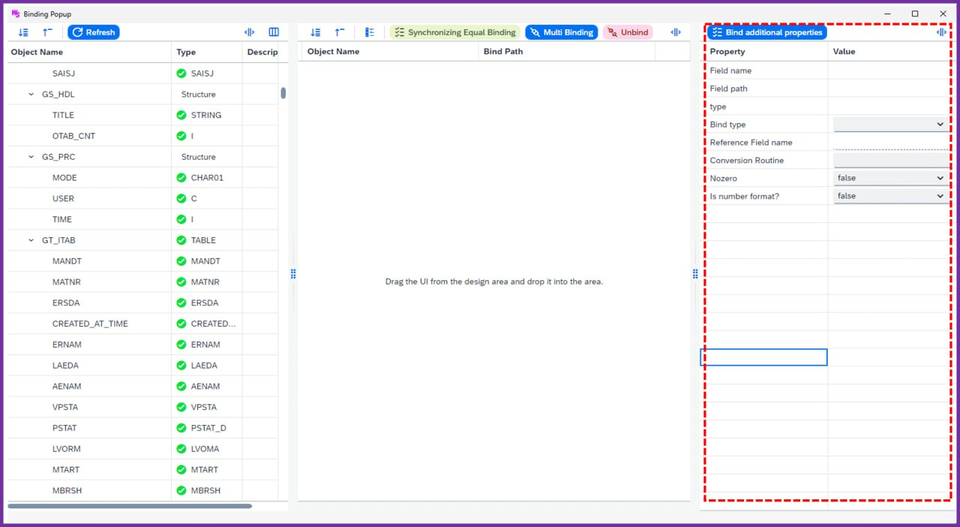 Binding Popup
Refresh
Synchronizing Equal Binding
Multi Binding
Unbind
Bind additional properties
Object Name Type Descrip
SAISJ SAISJ
GS_HDL Structure
TITLE STRING
OTAB_CNT I
GS_PRC Structure
MODE CHAR01
USER C
TIME I
GT_ITAB TABLE
MANDT MANDT
MATNR MATNR
ERSDA ERSDA
CREATED_AT_TIME CREATED...
ERNAM ERNAM
LAEDA LAEDA
AENAM AENAM
VPSTA VPSTA
PSTAT PSTAT_D
LVORM LVOMA
MTART MTART
MBRSH MBRSH
Object Name Bind Path
Drag the UI from the design area and drop it into the area.
Property Value
Field name
Field path
type
Bind type
Reference Field name
Conversion Routine
Nozero false
Is number format? false